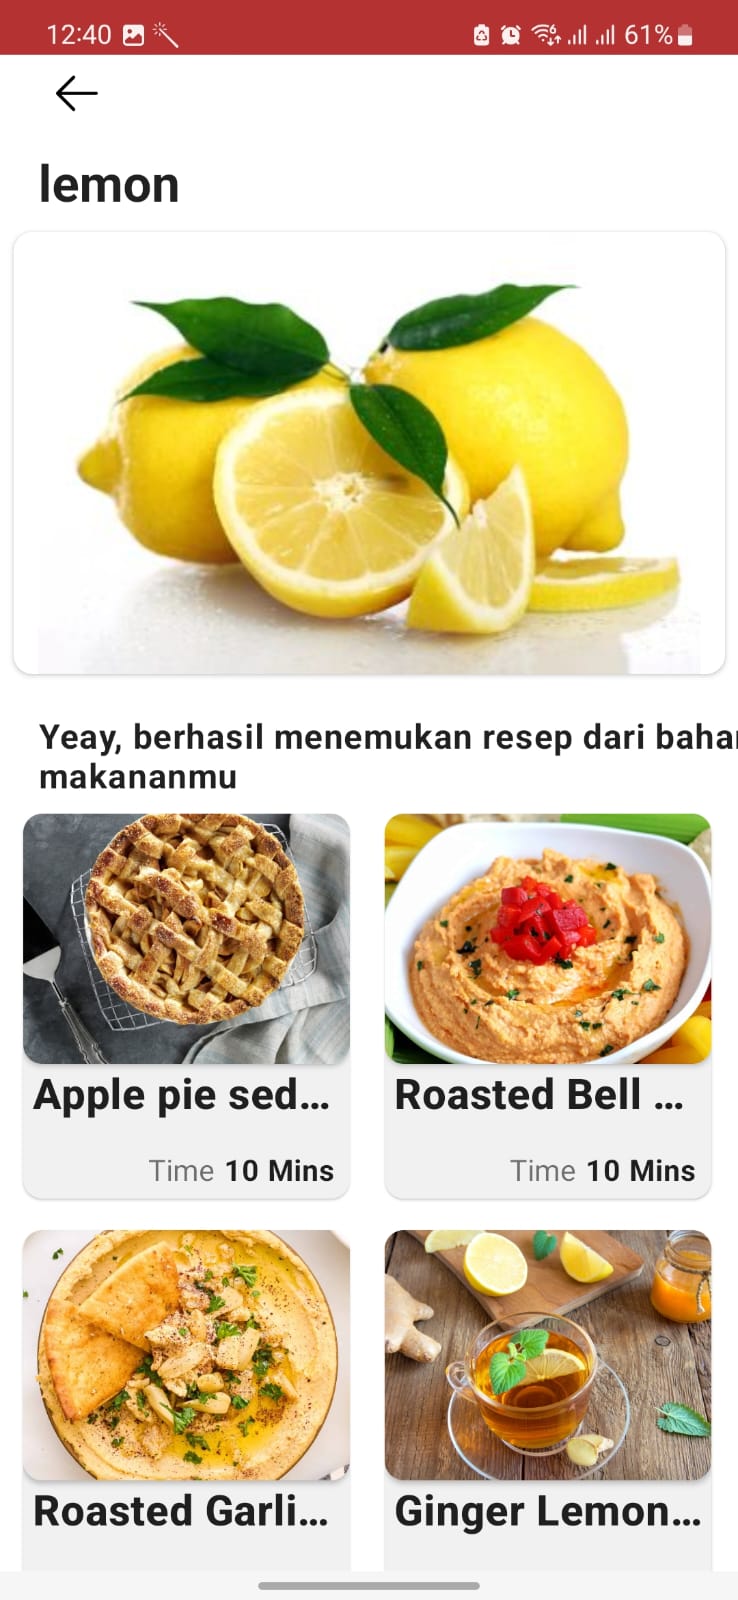 12:40 61%
lemon
Yeay, berhasil menemukan resep dari baha
makananmu
Apple pie sed...
Roasted Bell ...
Time 10 Mins
Time 10 Mins
Roasted Garli...
Ginger Lemon...